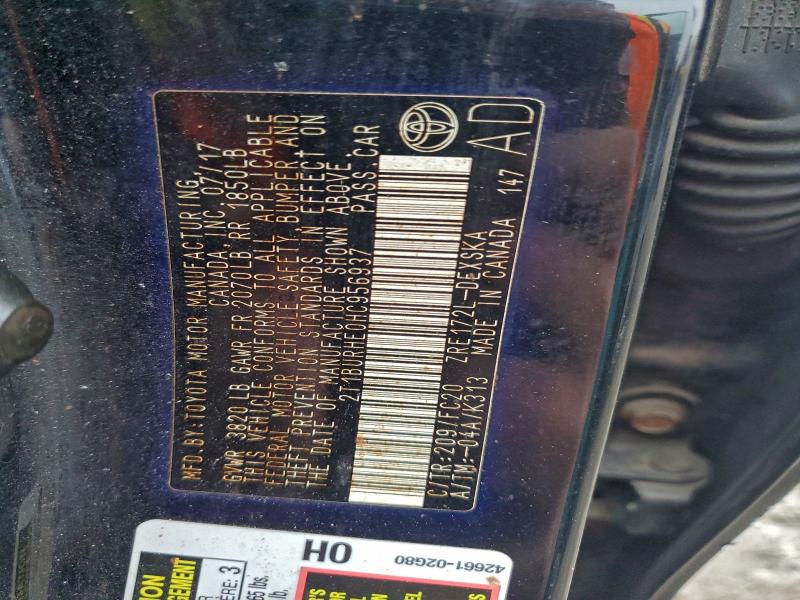 MFD.BY:TOYOTA MOTOR MANUFACTURING,
CANADA, INC. 07/17
GVWR 3820LB GAWR FR 2070LB RR 1850LB
THIS VEHICLE CONFORMS TO ALL APPLICABLE
FEDERAL MOTOR VEHICLE SAFETY, BUMPER AND
THEFT PREVENTION STANDARDS IN EFFECT ON
THE DATE OF MANUFACTURE SHOWN ABOVE.
2T1BURHE0HC956937 PASS.CAR
C/TR:209/FC20 ZRE172L-DEXSKA
A/TM:-04A/K313 MADE IN CANADA 147
AD
OH
42661-02G80